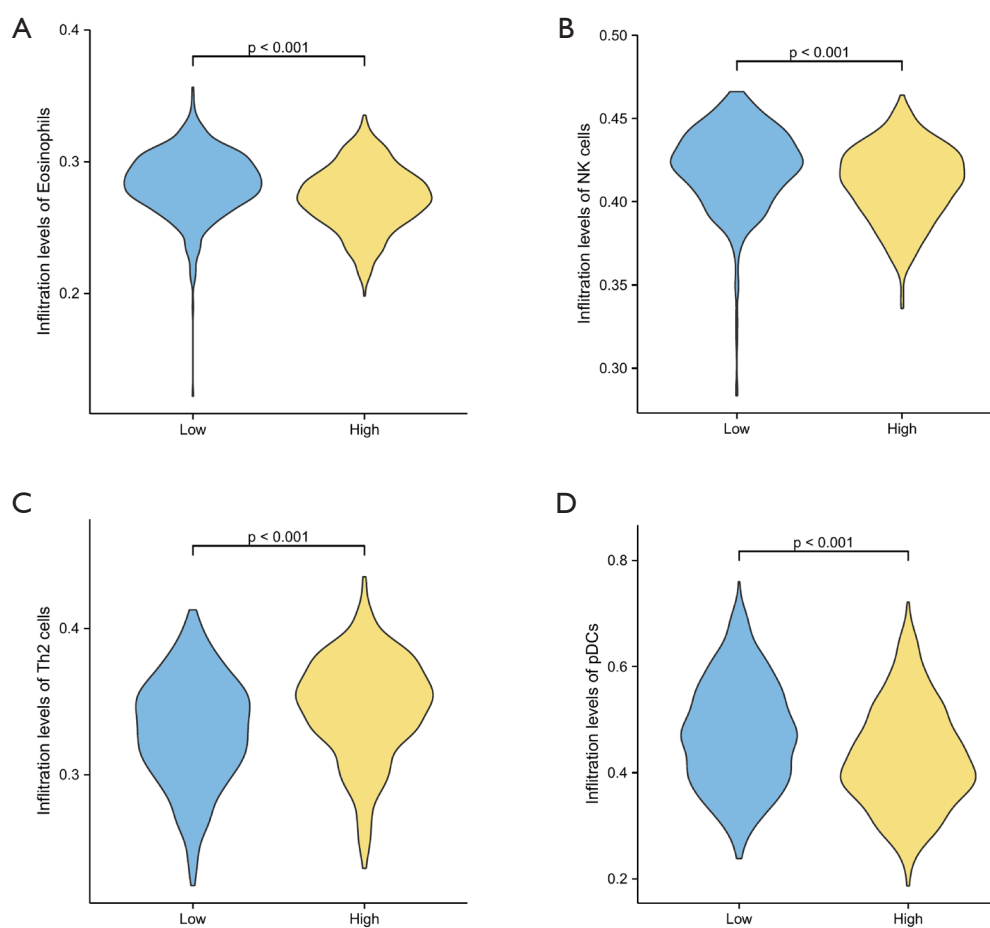 A
0.4
p < 0.001
0.3
0.2
Infiltration levels of Eosinophils
Low
High
B
0.50
p < 0.001
0.45
0.40
0.35
0.30
Infiltration levels of NK cells
Low
High
C
p < 0.001
0.4
0.3
Infiltration levels of Th2 cells
Low
High
D
p < 0.001
0.8
0.6
0.4
0.2
Infiltration levels of pDCs
Low
High